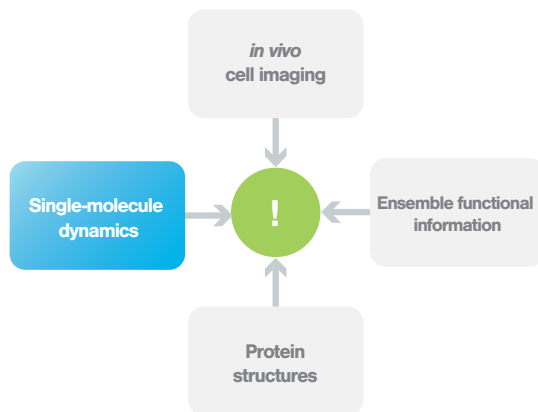 in vivo
cell imaging
Single-molecule
dynamics
!
Ensemble functional
information
Protein
structures